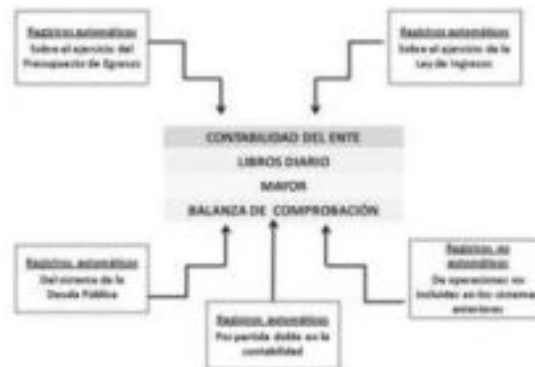 Registros automáticos
Sobre el ejercicio del
Presupuesto de Egresos
Registros automáticos
Sobre el ejercicio de la
Ley de Ingresos
CONTABILIDAD DEL ENTE
LIBROS DIARIO
MAYOR
BALANZA DE COMPROBACIÓN
Registros automáticos
Del sistema de la
Deuda Pública
Registros automáticos
Por partida doble en la
contabilidad
Registros no
automáticos
De operaciones no
incluidas en los sistemas
anteriores